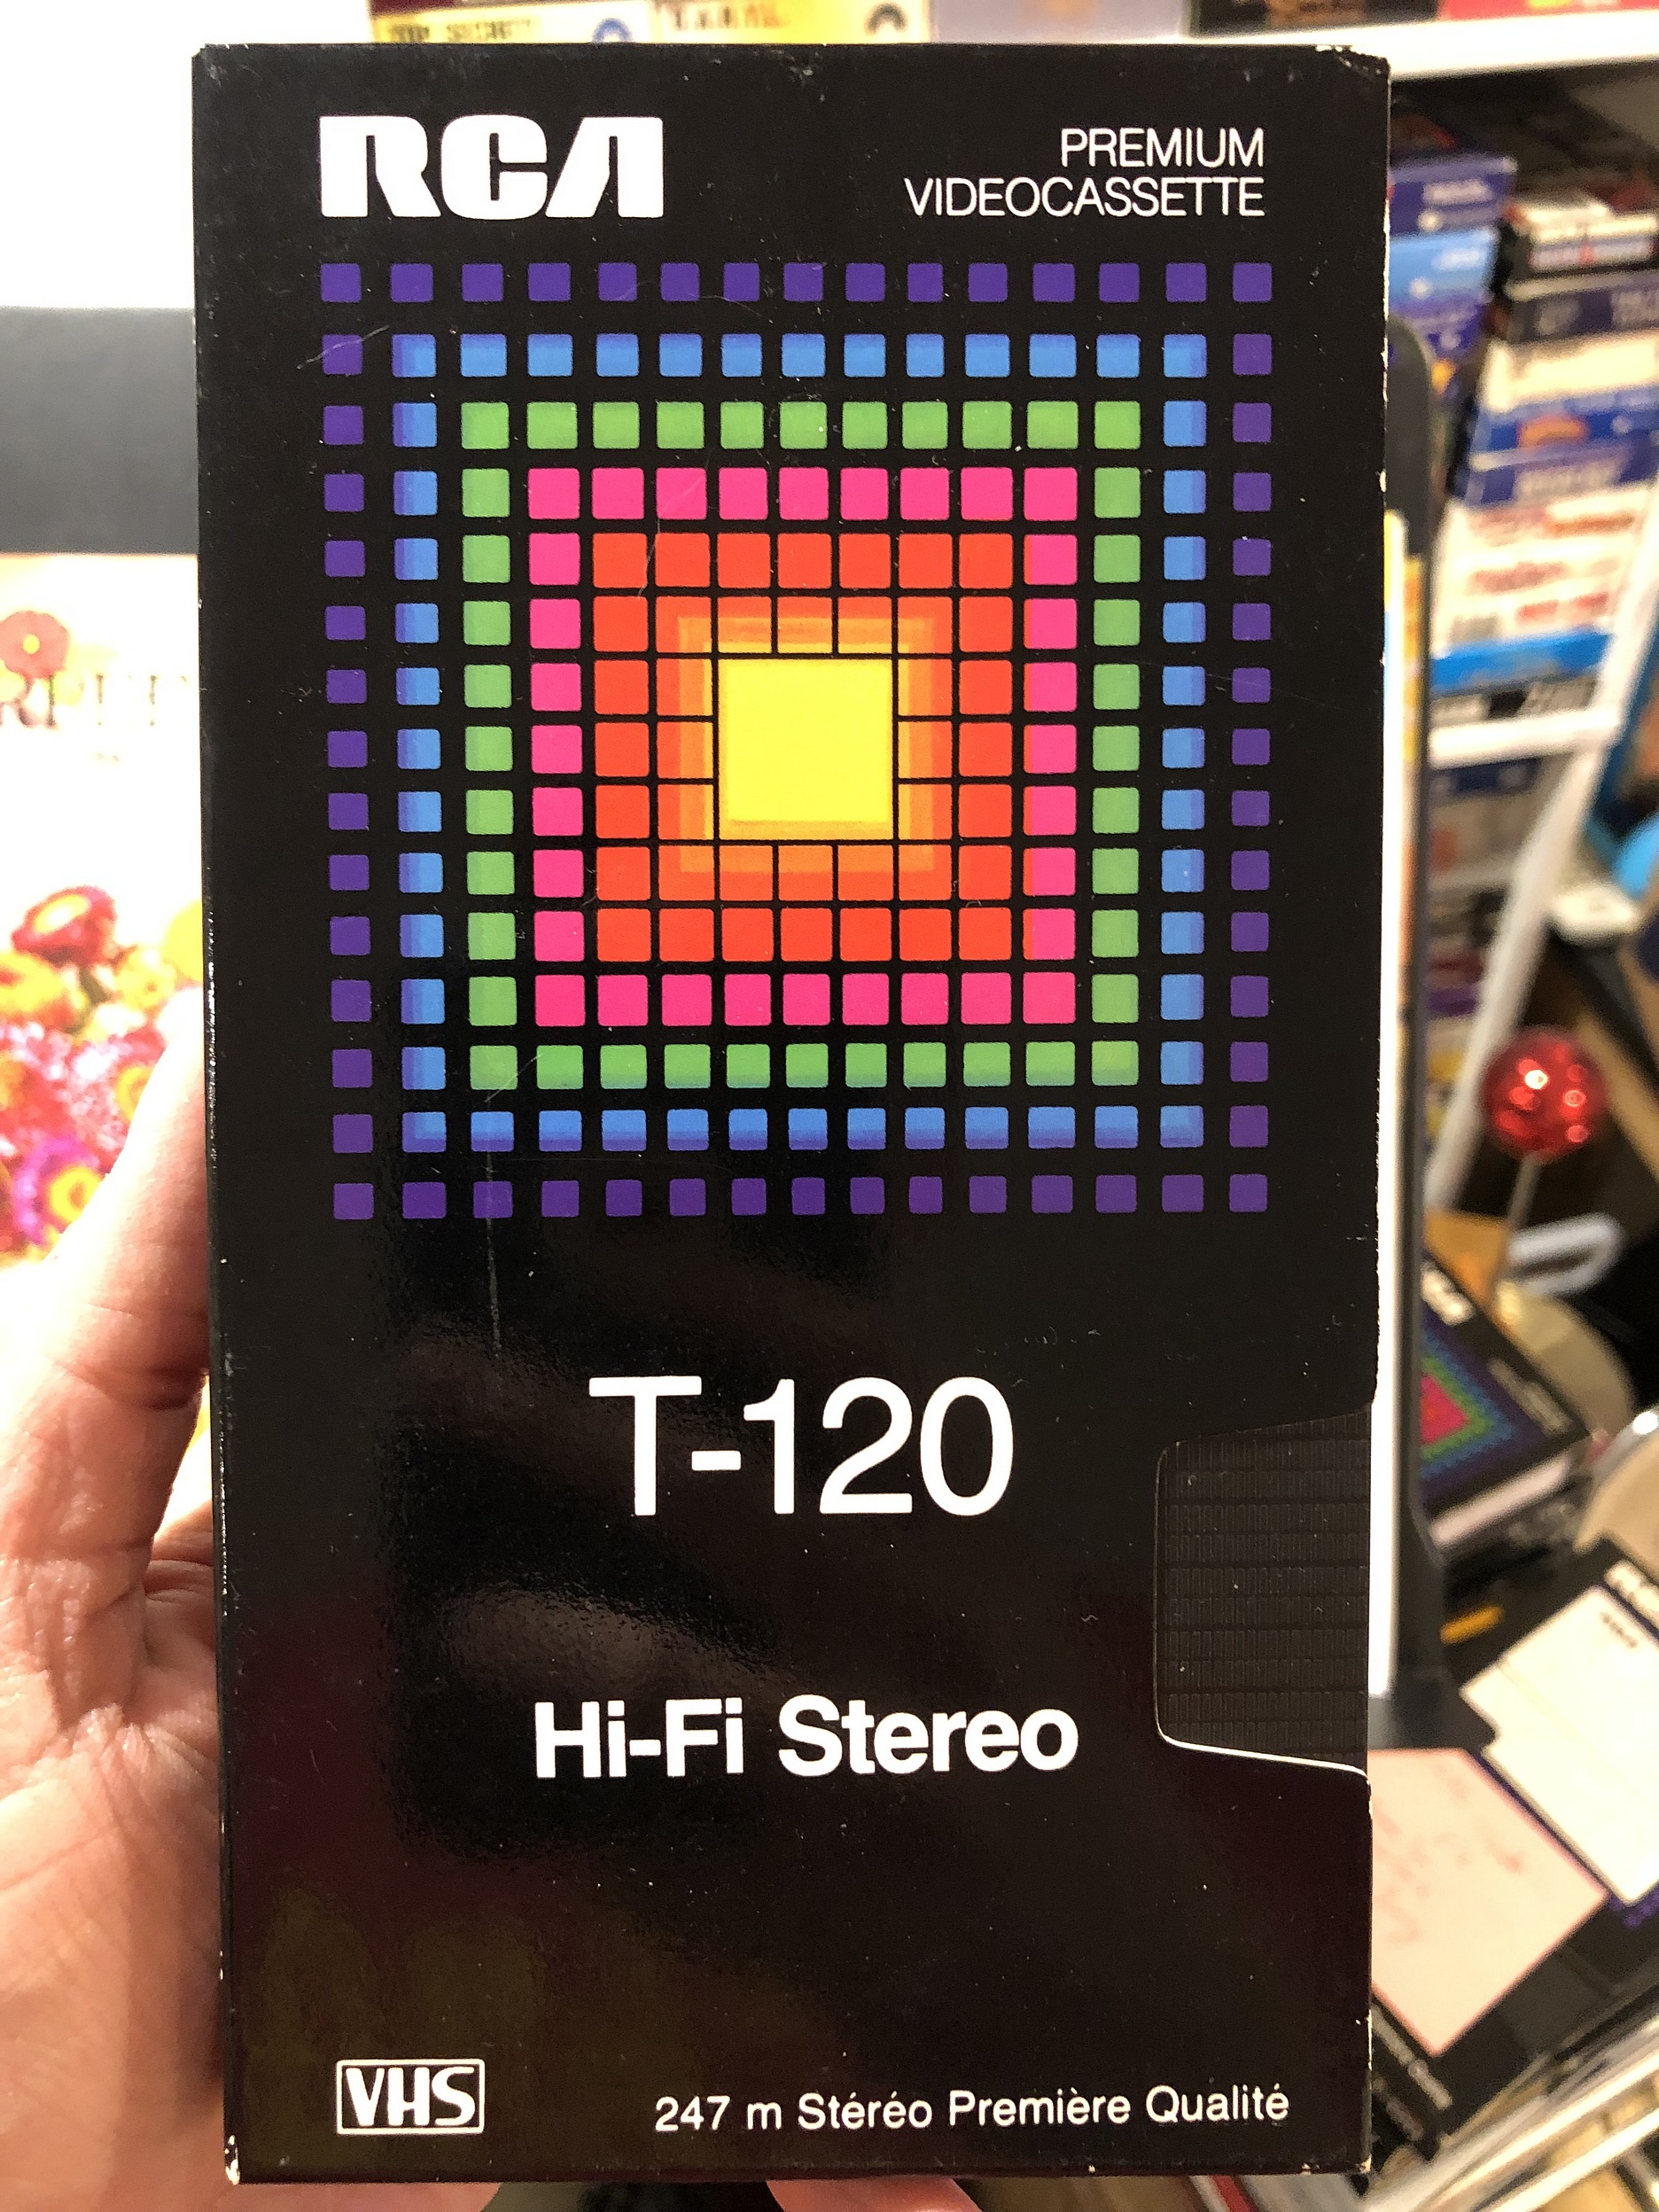 RCA
PREMIUM
VIDEOCASSETTE
T-120
Hi-Fi Stereo
VHS
247 m Stéréo Première Qualité